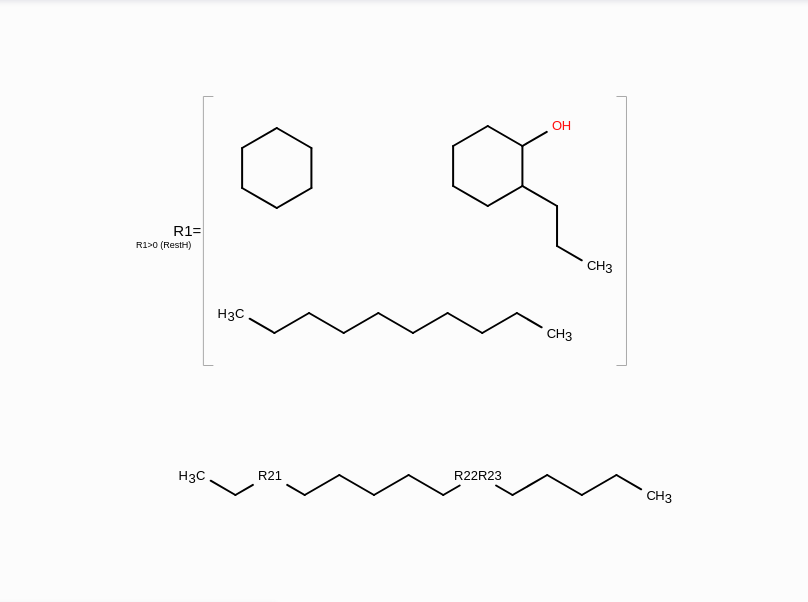 OH
R1=
R1>0 (RestH)
CH3
H3C
CH3
H3C R21 R22R23 CH3